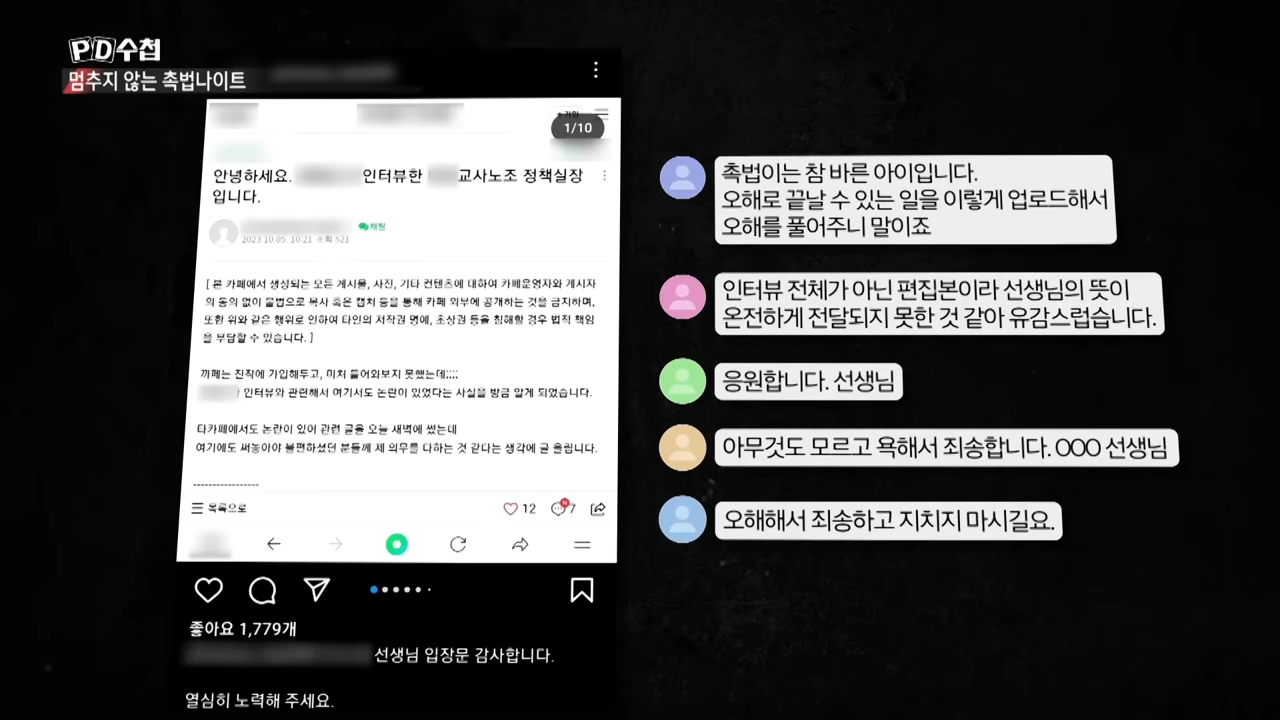 PD수첩
멈추지 않는 촉법나이트
1/10
안녕하세요. 인터뷰한 교사노조 정책실장
입니다.
채팅
2023.10.05. 10:21 조회 521
[ 본 카페에서 생성되는 모든 게시물, 사진, 기타 컨텐츠에 대하여 카페운영자와 게시자
의 동의 없이 불법으로 복사 혹은 캡처 등을 통해 카페 외부에 공개하는 것을 금지하며,
또한 위와 같은 행위로 인하여 타인의 저작권 명예, 초상권 등을 침해할 경우 법적 책임
을 부담할 수 있습니다. ]
까페는 진작에 가입해두고, 미처 들어와보지 못했는데;;;;
인터뷰와 관련해서 여기서도 논란이 있었다는 사실을 방금 알게 되었습니다.
타카페에서도 논란이 있어 관련 글을 오늘 새벽에 썼는데
여기에도 써놓아야 불편하셨던 분들께 제 의무를 다하는 것 같다는 생각에 글 올립니다.
----------------
목록으로
12
N
7
좋아요 1,779개
선생님 입장문 감사합니다.
열심히 노력해 주세요.
촉법이는 참 바른 아이입니다.
오해로 끝날 수 있는 일을 이렇게 업로드해서
오해를 풀어주니 말이죠
인터뷰 전체가 아닌 편집본이라 선생님의 뜻이
온전하게 전달되지 못한 것 같아 유감스럽습니다.
응원합니다. 선생님
아무것도 모르고 욕해서 죄송합니다. OOO 선생님
오해해서 죄송하고 지치지 마시길요.